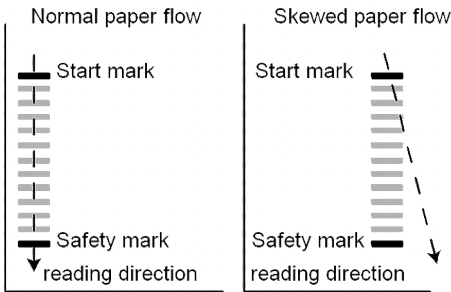 Normal paper flow
Start mark
Safety mark
reading direction
Skewed paper flow
Start mark
Safety mark
reading direction